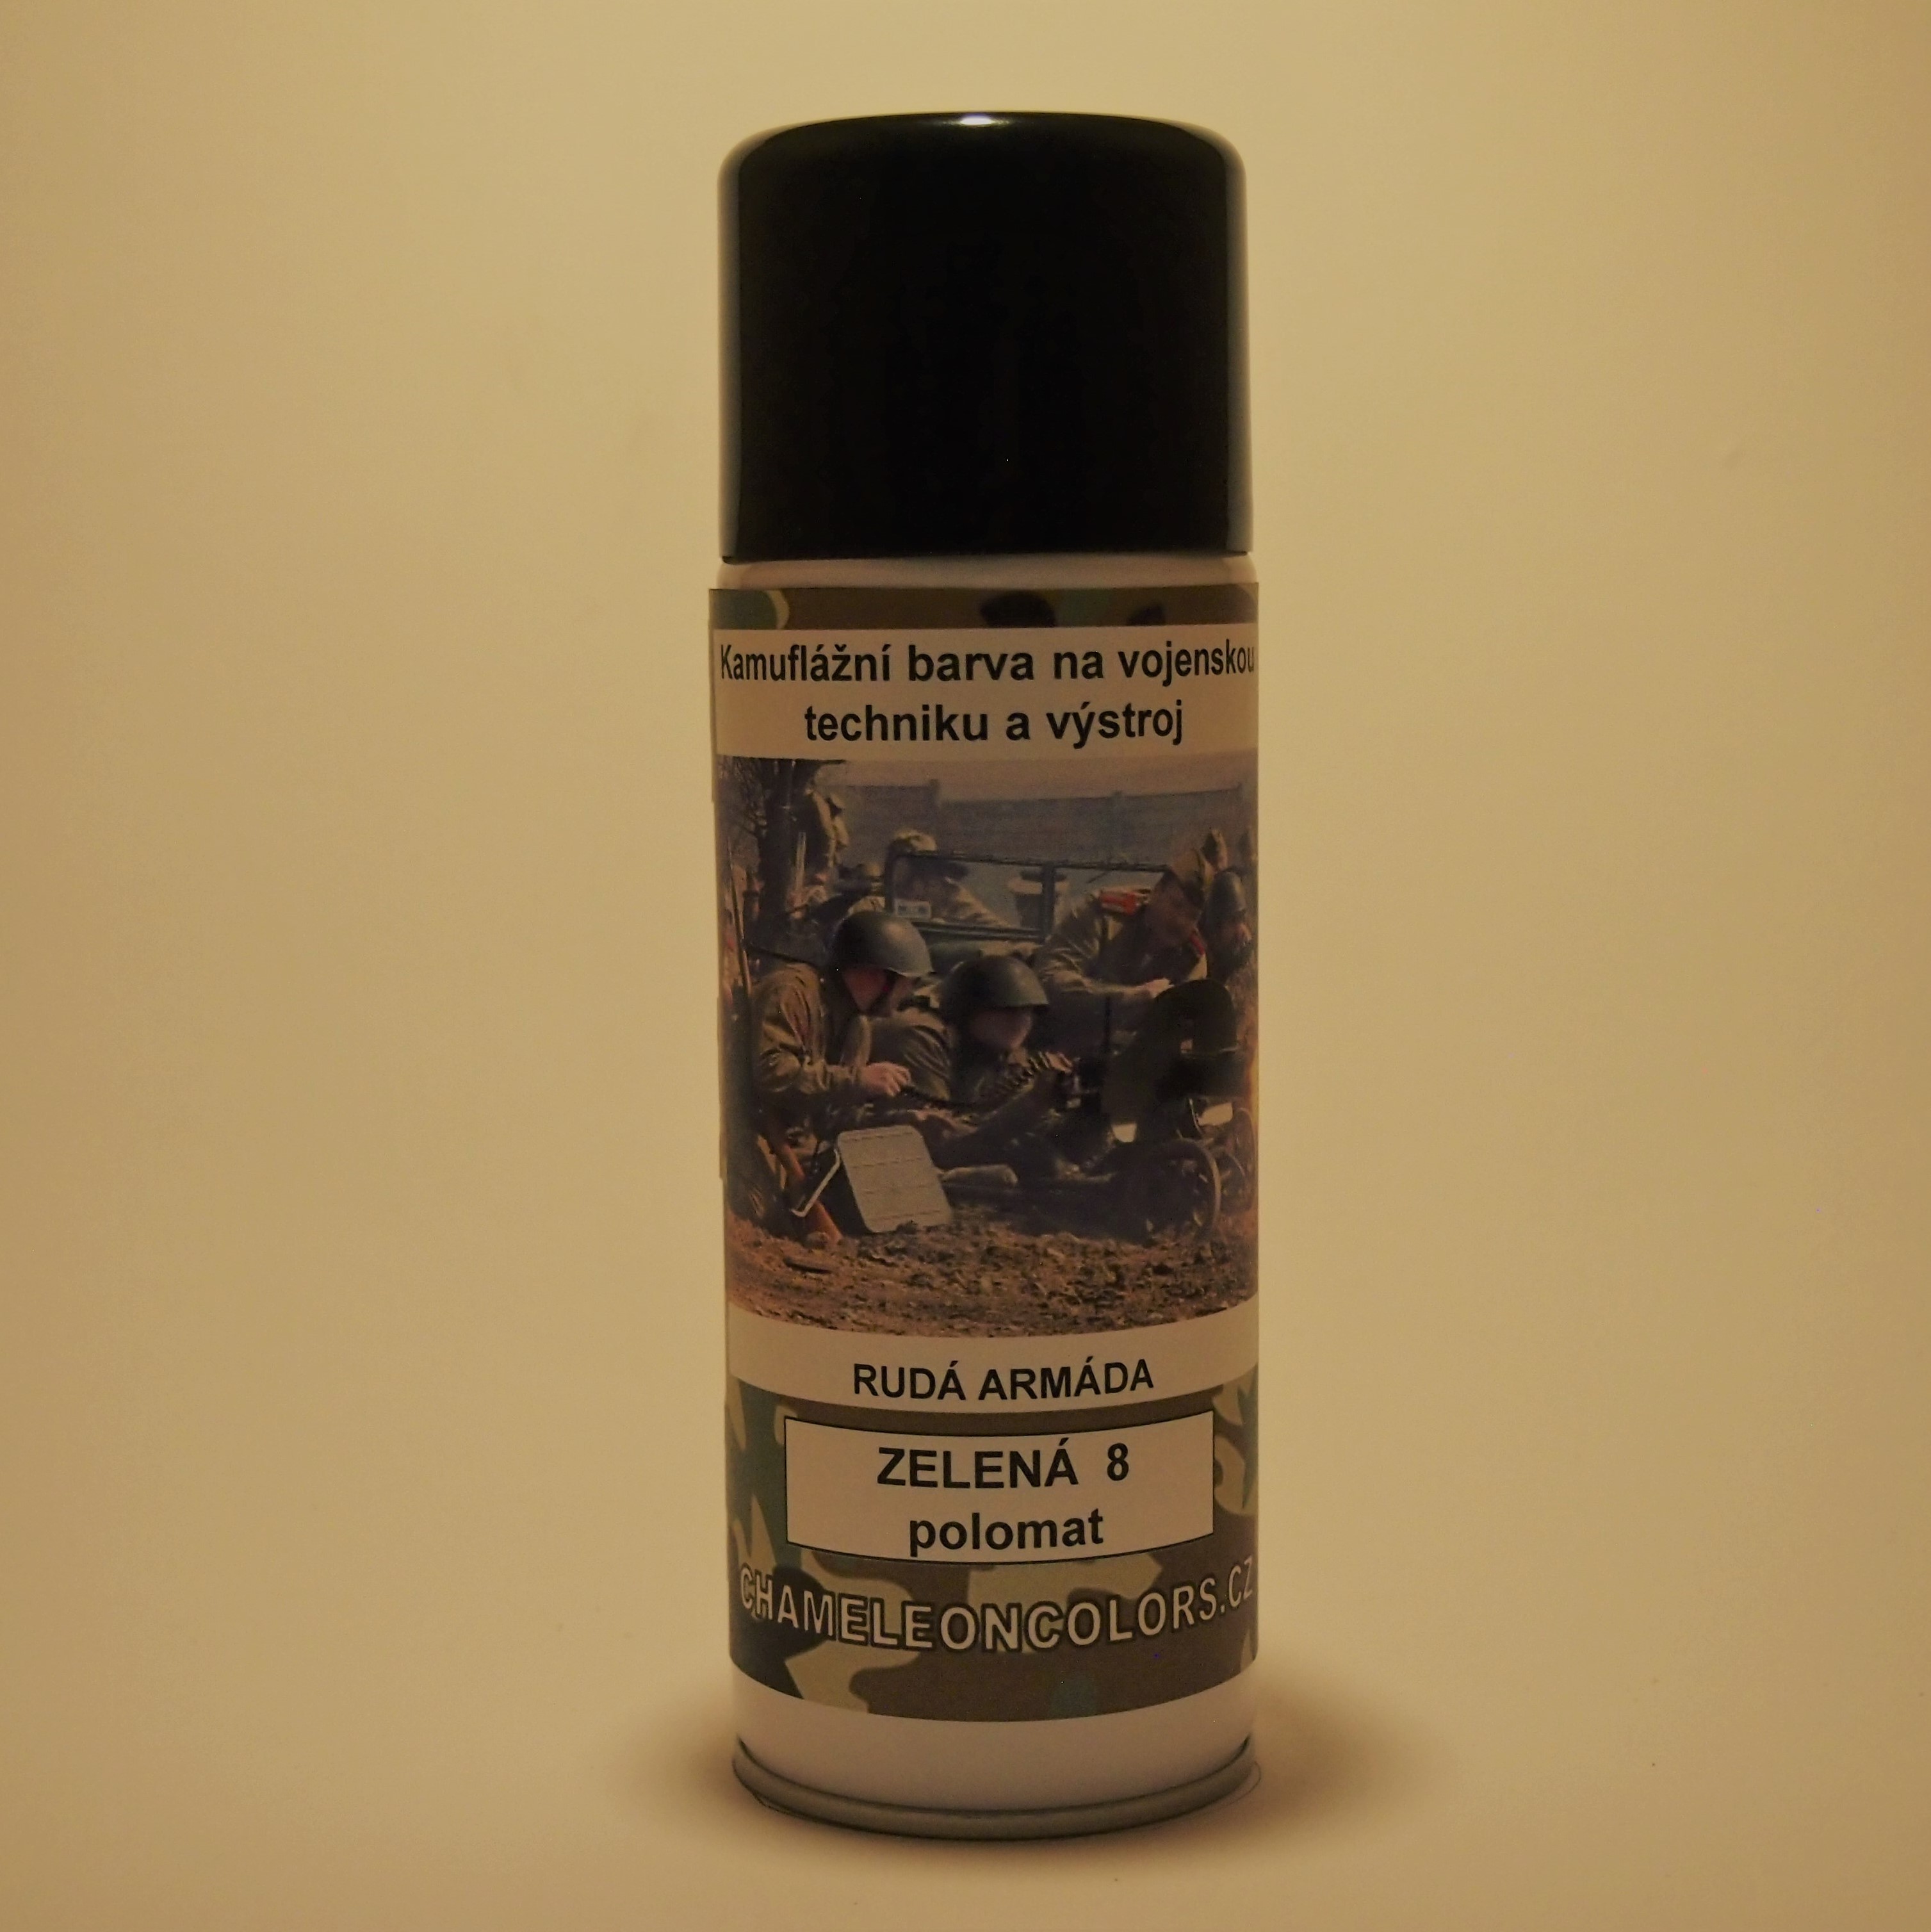 Kamuflážní barva na vojenskou
techniku a výstroj
RUDÁ ARMÁDA
ZELENÁ 8
polomat
CHAMELEONCOLORS.CZ